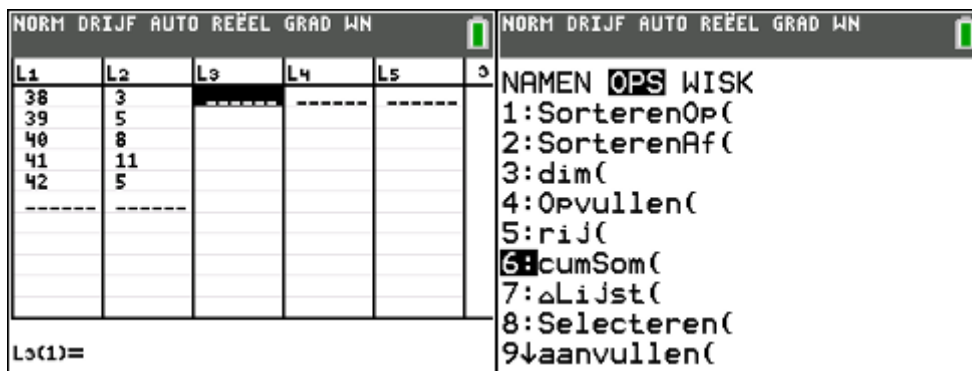 NORM DRIJF AUTO REËEL GRAD WN
L1 L2 L3 L4 L5 3
38 3 ------ ------ ------
39 5
40 8
41 11
42 5
------ ------
L3(1)=
NORM DRIJF AUTO REËEL GRAD WN
NAMEN OPS WISK
1:SorterenOp(
2:SorterenAf(
3:dim(
4:Opvullen(
5:rij(
6:cumSom(
7:△Lijst(
8:Selecteren(
9↓aanvullen(